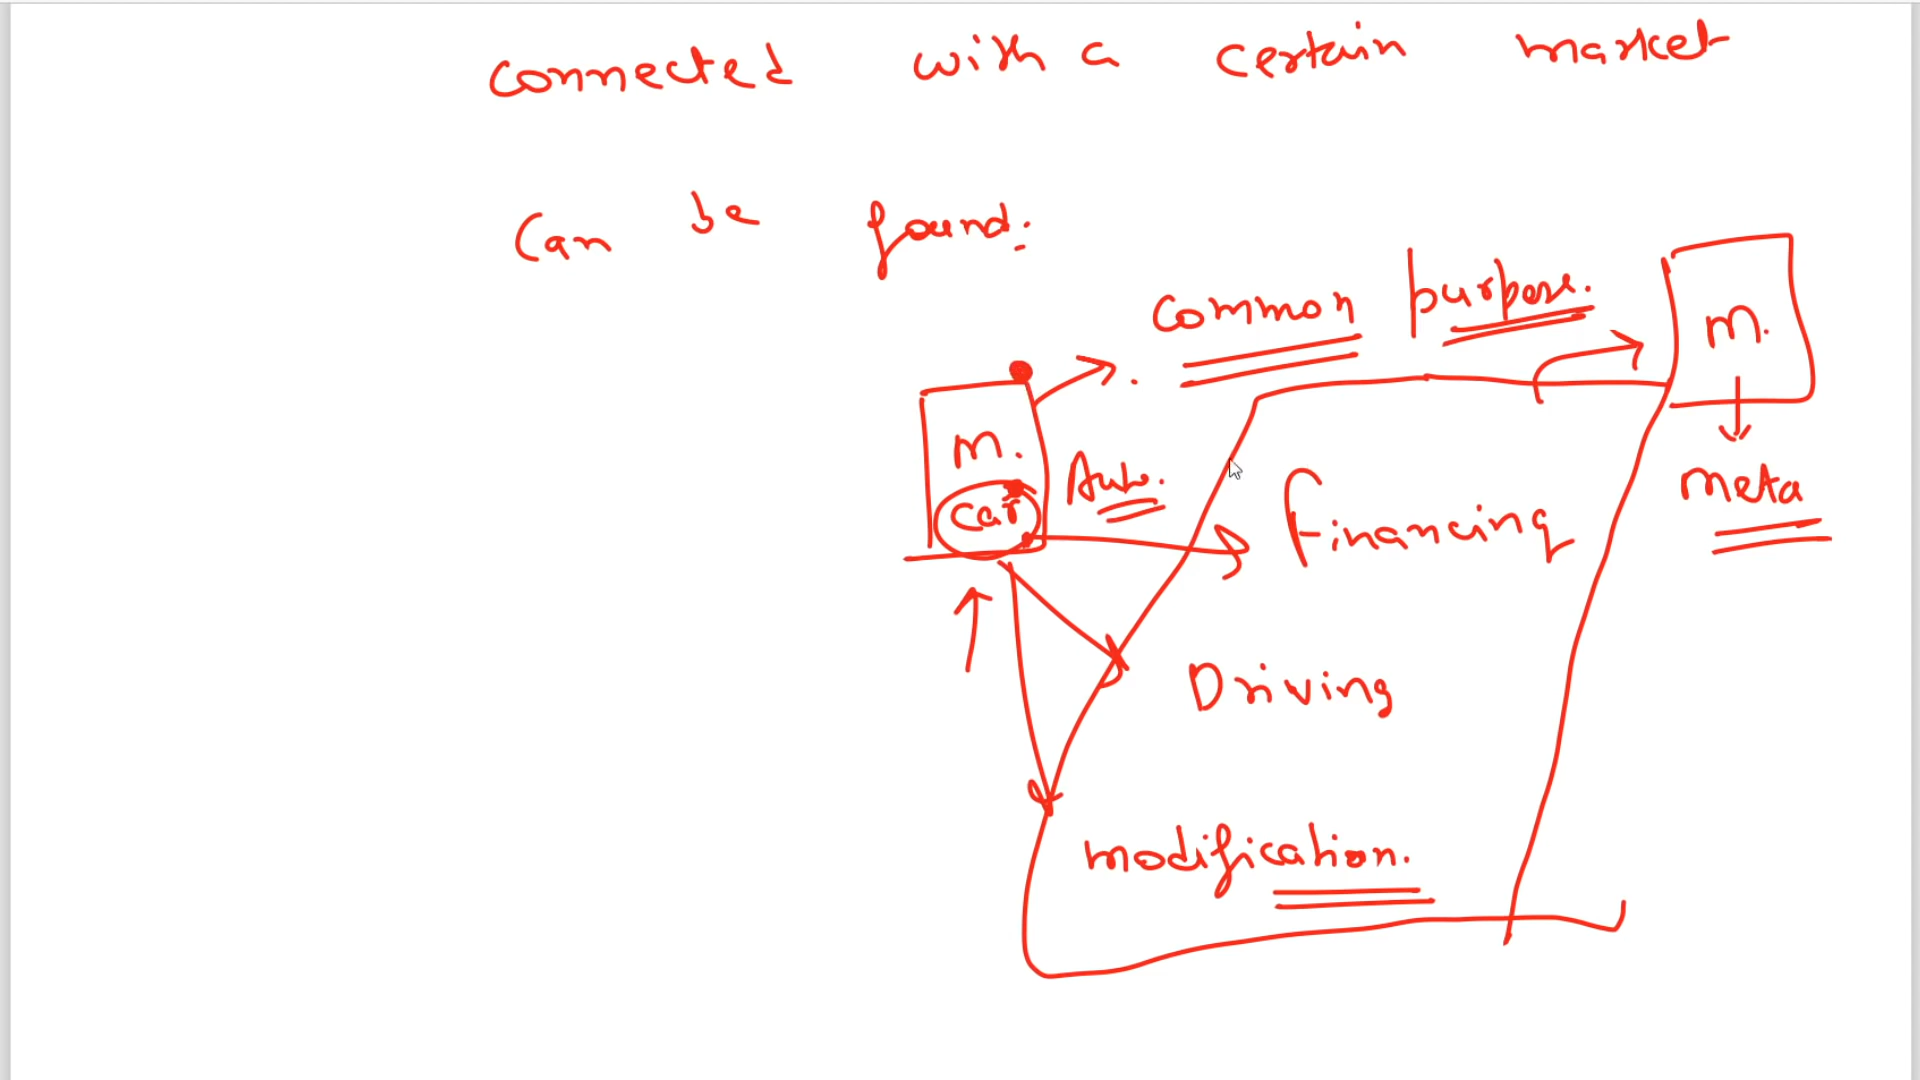 connected with a certain market
Can be found:
common purpose.
m.
m.
car
Auto.
meta
financing
Driving
modification.